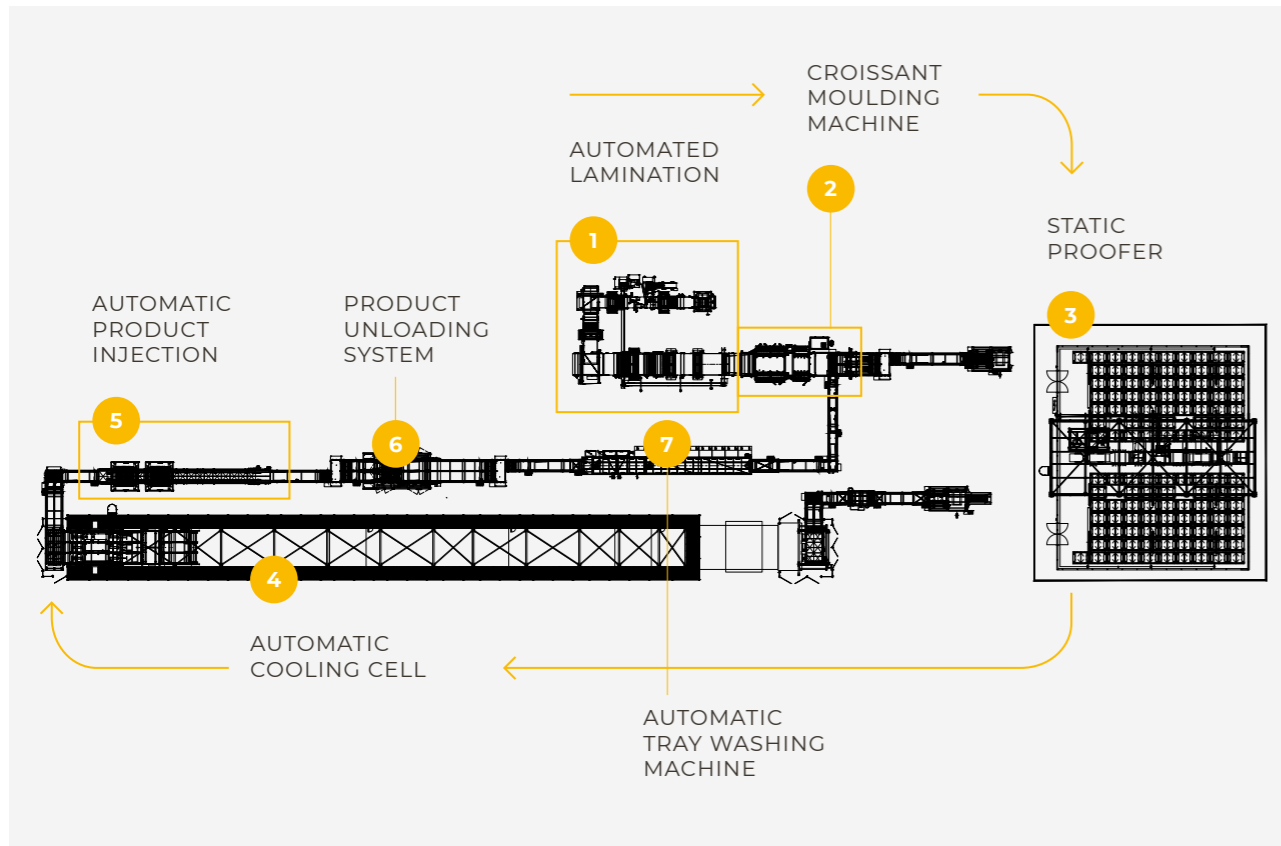 CROISSANT
MOULDING
MACHINE
AUTOMATED
LAMINATION
2
1
STATIC
PROOFER
3
AUTOMATIC
PRODUCT
INJECTION
PRODUCT
UNLOADING
SYSTEM
5
6
7
4
AUTOMATIC
COOLING CELL
AUTOMATIC
TRAY WASHING
MACHINE